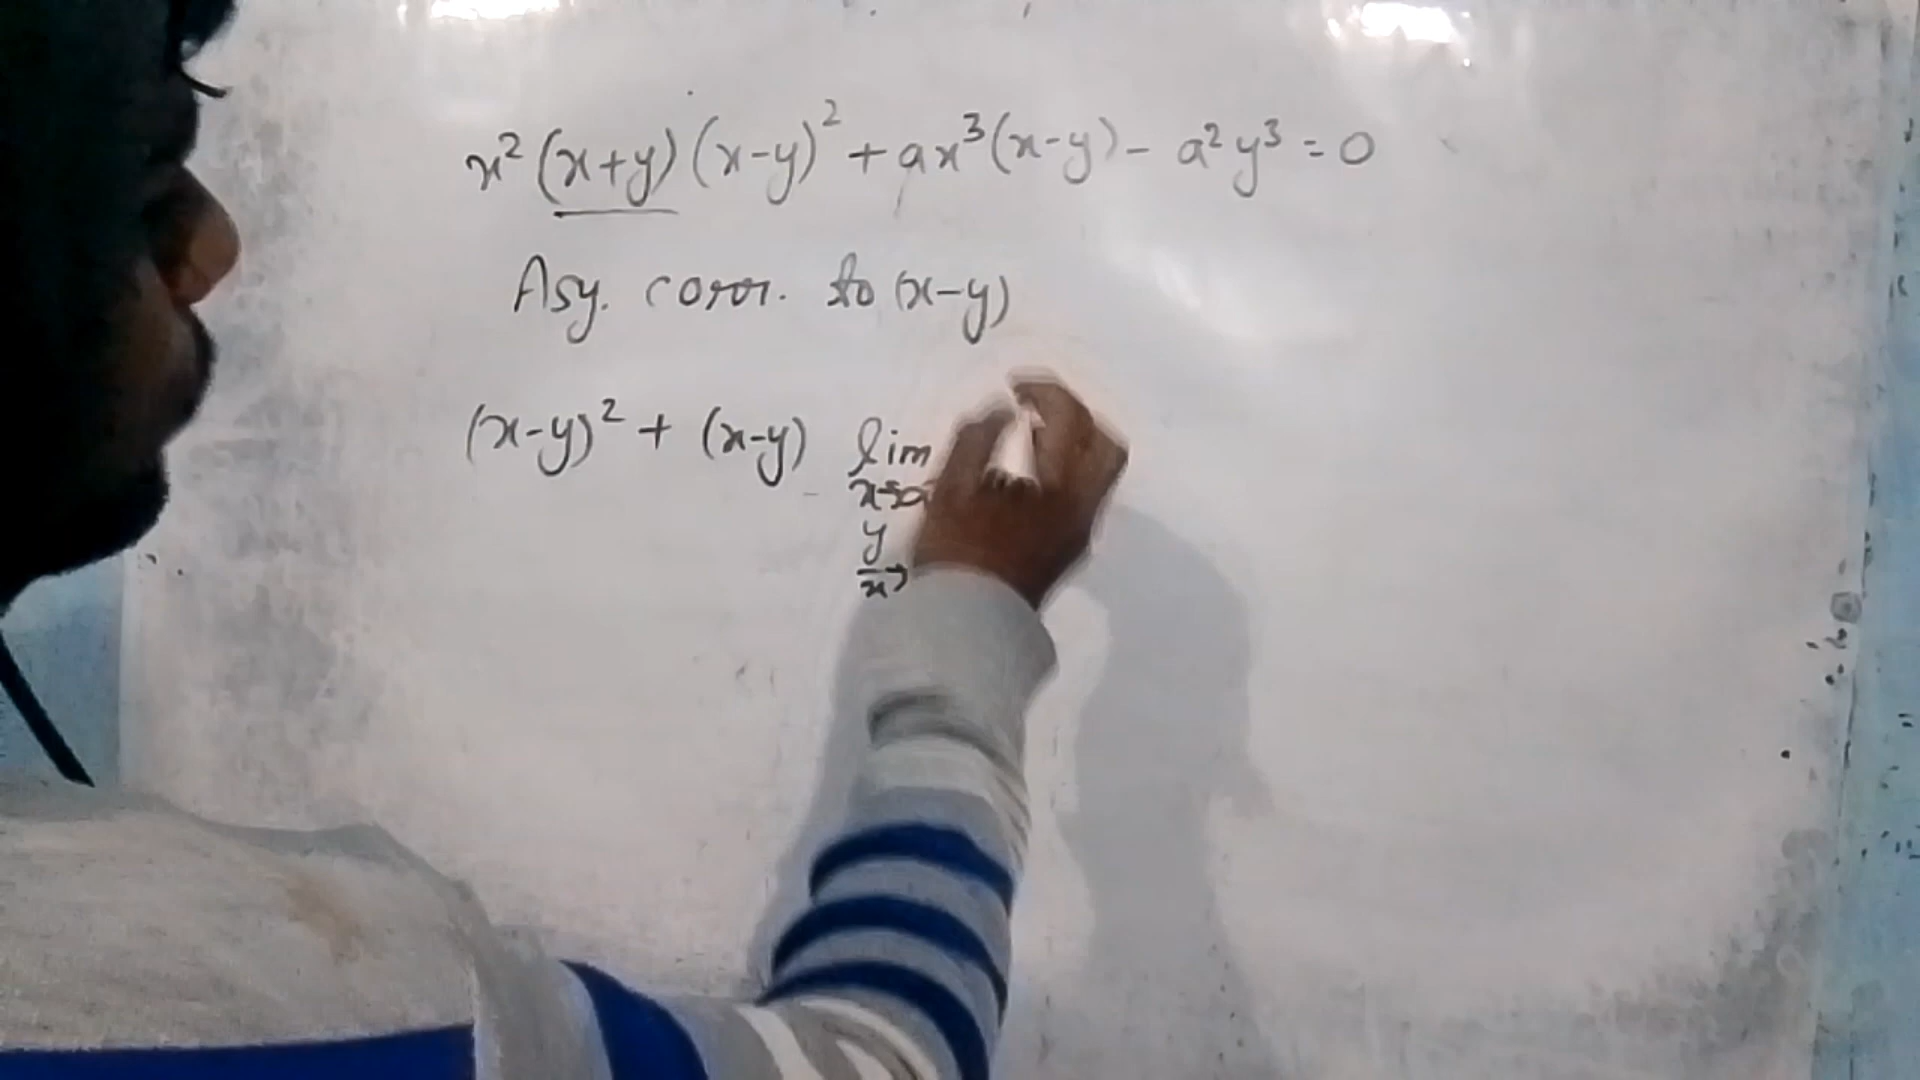 x² (x+y) (x-y)² + ax³(x-y) - a²y³ = 0
Asy. corr. to (x-y)
(x-y)² + (x-y) lim
x→
y/x →